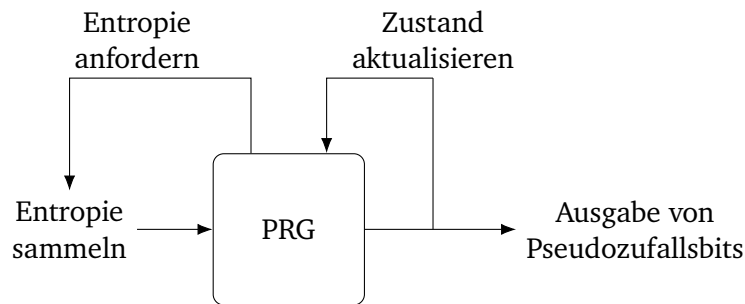 Entropie
anfordern
Zustand
aktualisieren
Entropie
sammeln
PRG
Ausgabe von
Pseudozufallsbits